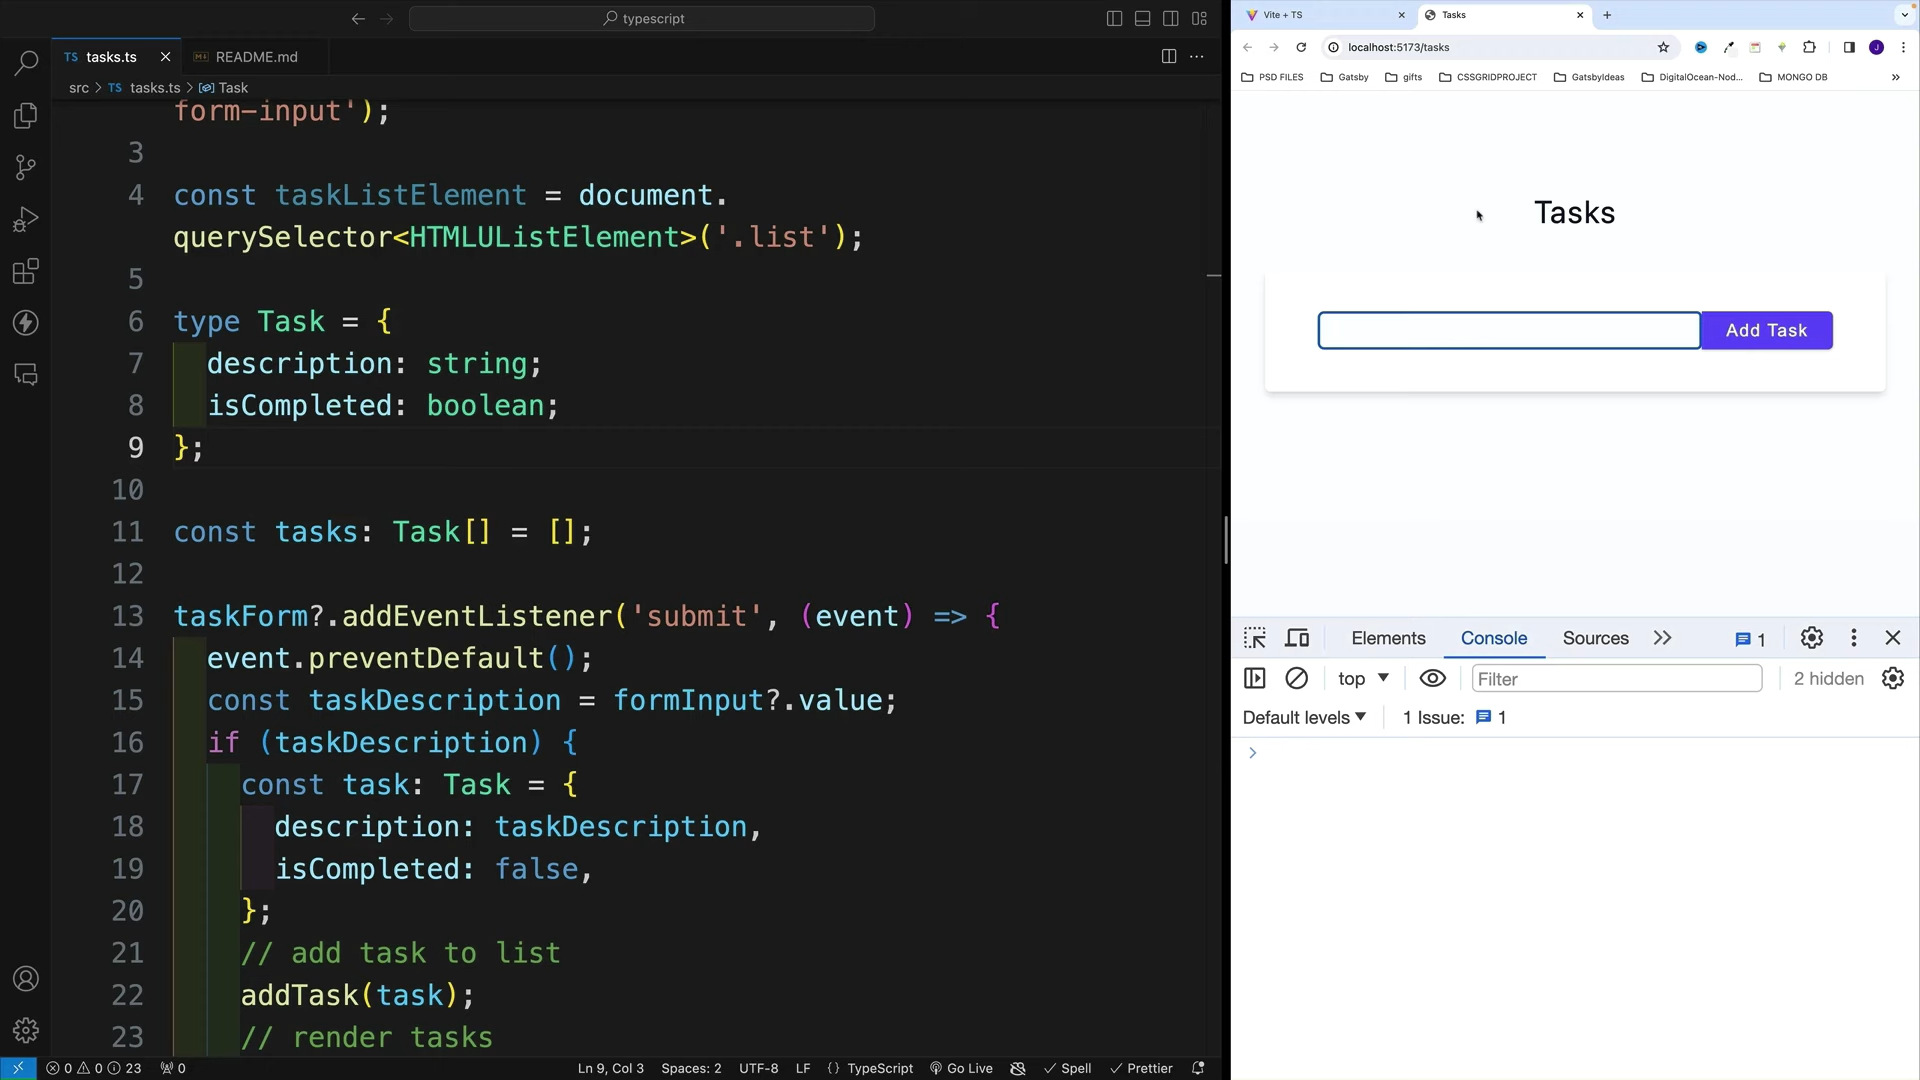 typescript
TS tasks.ts
README.md
src > TS tasks.ts > Task
form-input');
3
4 const taskListElement = document.
querySelector<HTMLUListElement>('.list');
5
6 type Task = {
7 description: string;
8 isCompleted: boolean;
9 };
10
11 const tasks: Task[] = [];
12
13 taskForm?.addEventListener('submit', (event) => {
14 event.preventDefault();
15 const taskDescription = formInput?.value;
16 if (taskDescription) {
17 const task: Task = {
18 description: taskDescription,
19 isCompleted: false,
20 };
21 // add task to list
22 addTask(task);
23 // render tasks
0 0 23 0 Ln 9, Col 3 Spaces: 2 UTF-8 LF {} TypeScript Go Live Spell Prettier
Vite + TS
Tasks
localhost:5173/tasks
J
PSD FILES Gatsby gifts CSSGRIDPROJECT GatsbyIdeas DigitalOcean-Nod... MONGO DB »
Tasks
Add Task
Elements Console Sources 1
top Filter 2 hidden
Default levels 1 Issue: 1